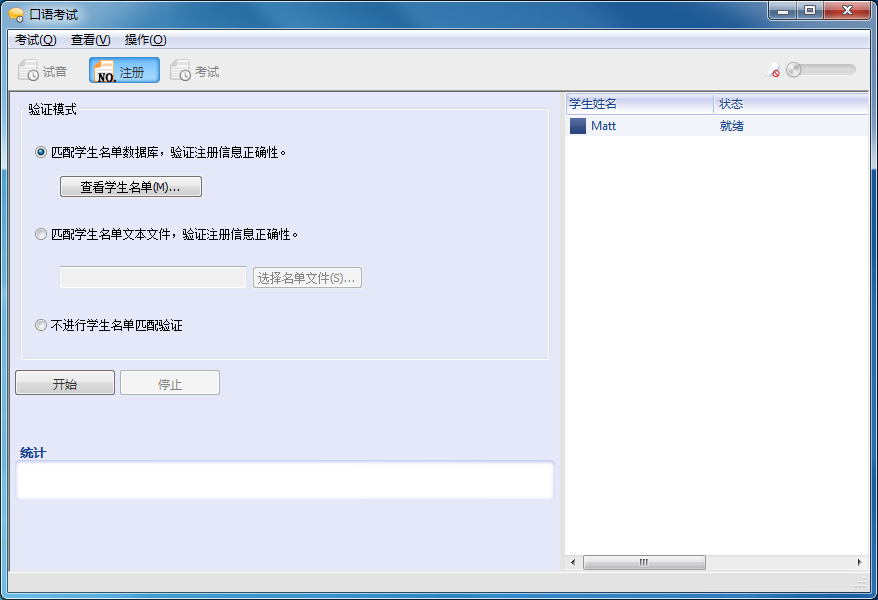 口语考试
考试(Q) 查看(V) 操作(O)
试音 NO. 注册 考试
验证模式
匹配学生名单数据库，验证注册信息正确性。
查看学生名单(M)...
匹配学生名单文本文件，验证注册信息正确性。
选择名单文件(S)...
不进行学生名单匹配验证
开始 停止
统计
学生姓名 状态
Matt 就绪